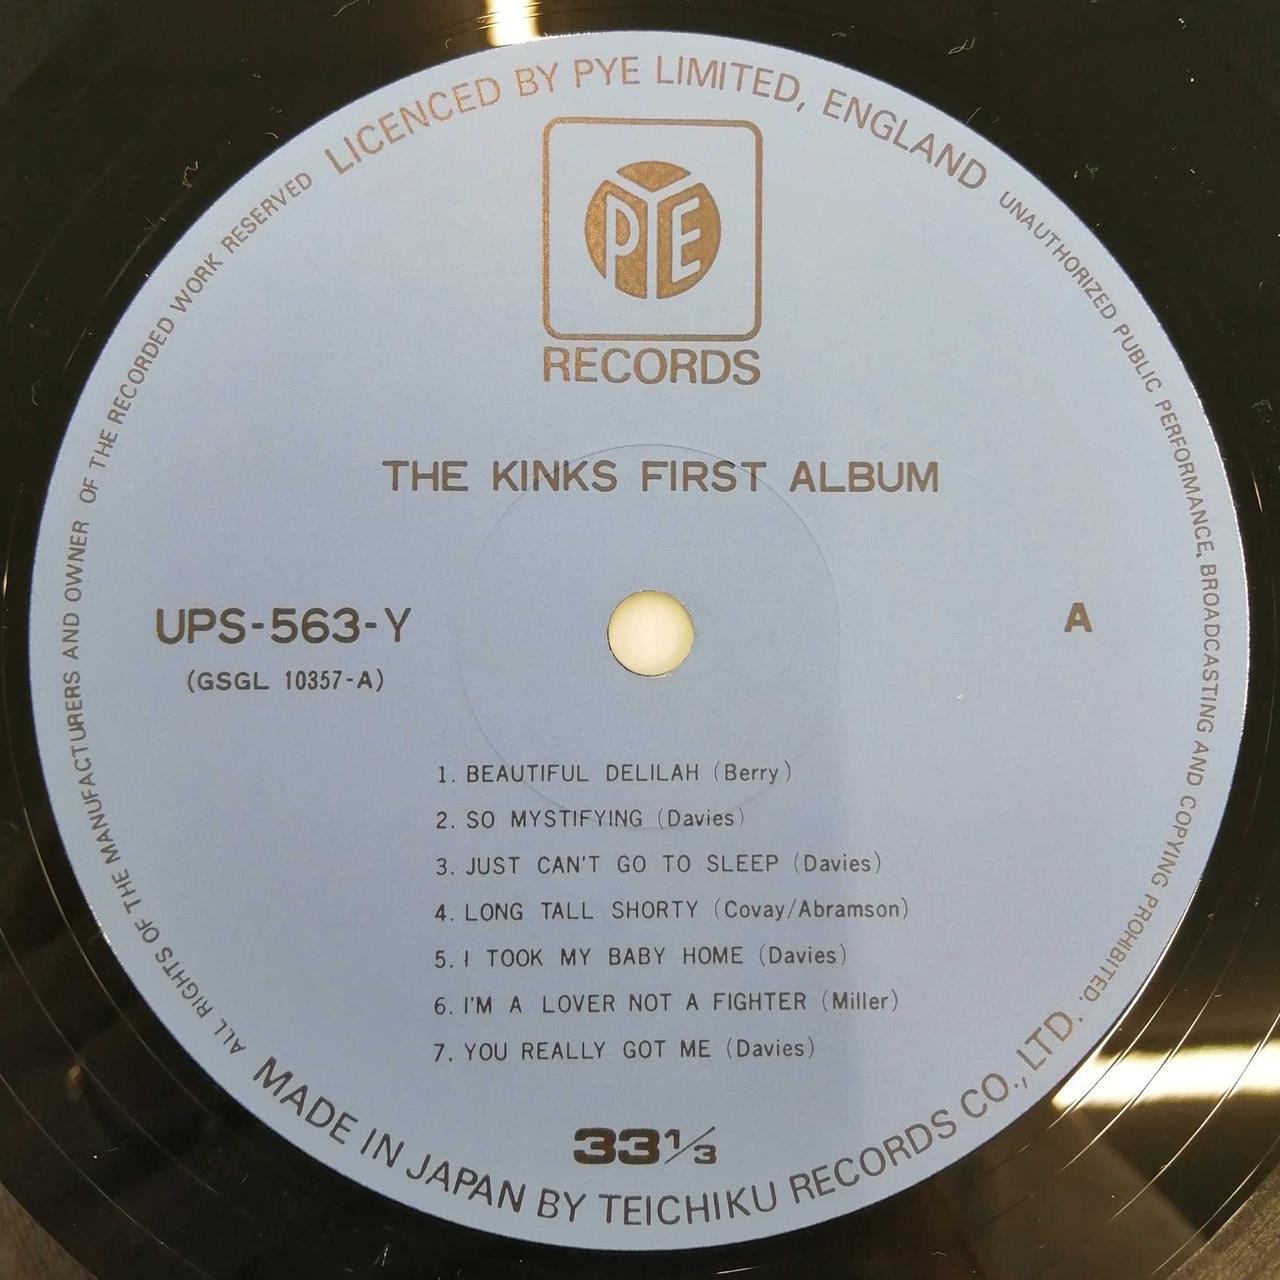 LICENCED BY PYE LIMITED, ENGLAND
UNAUTHORIZED PUBLIC PERFORMANCE, BROADCASTING AND COPYING PROHIBITED.
ALL RIGHTS OF THE MANUFACTURERS AND OWNER OF THE RECORDED WORK RESERVED
PYE
RECORDS
THE KINKS FIRST ALBUM
UPS-563-Y
(GSGL 10357-A)
A
1. BEAUTIFUL DELILAH (Berry)
2. SO MYSTIFYING (Davies)
3. JUST CAN'T GO TO SLEEP (Davies)
4. LONG TALL SHORTY (Covay/Abramson)
5. I TOOK MY BABY HOME (Davies)
6. I'M A LOVER NOT A FIGHTER (Miller)
7. YOU REALLY GOT ME (Davies)
33 1/3
MADE IN JAPAN BY TEICHIKU RECORDS CO., LTD.